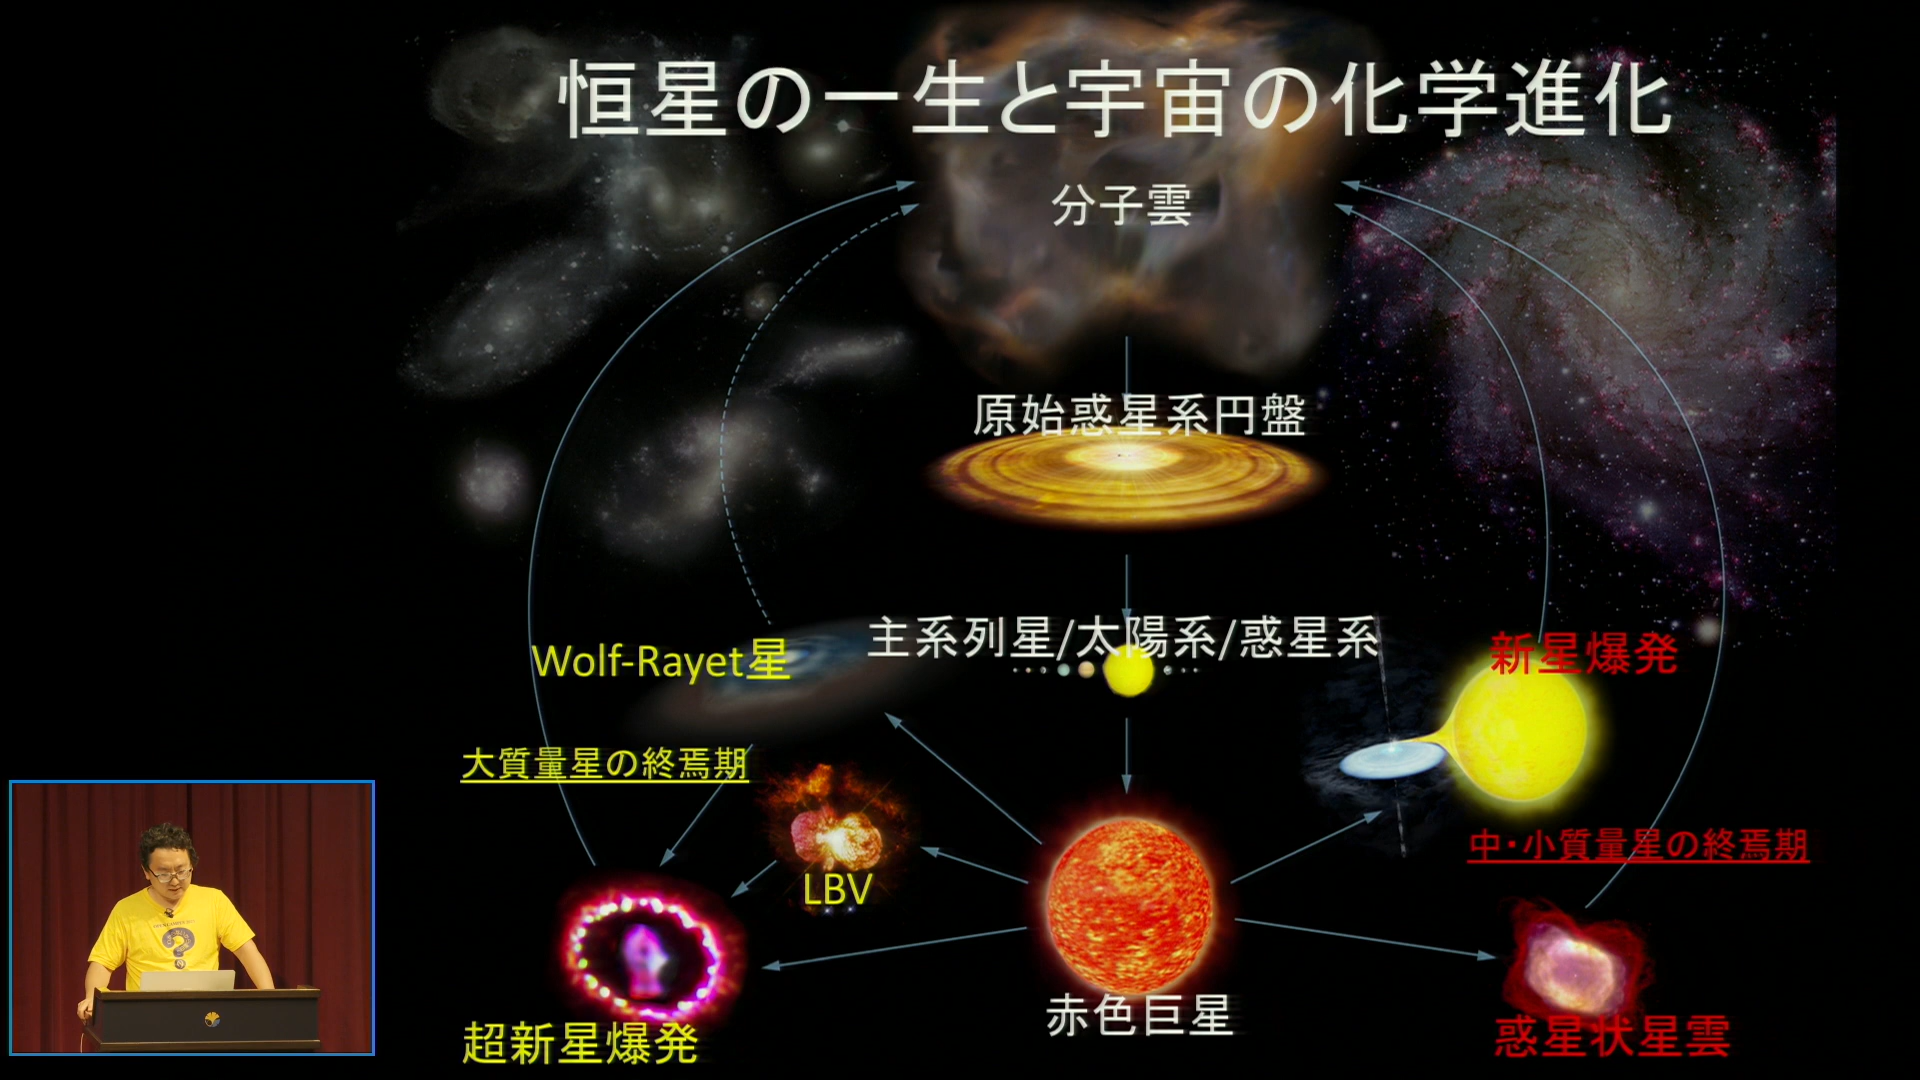 恒星の一生と宇宙の化学進化
分子雲
原始惑星系円盤
主系列星/太陽系/惑星系
Wolf-Rayet星
新星爆発
大質量星の終焉期
中・小質量星の終焉期
LBV
赤色巨星
超新星爆発
惑星状星雲